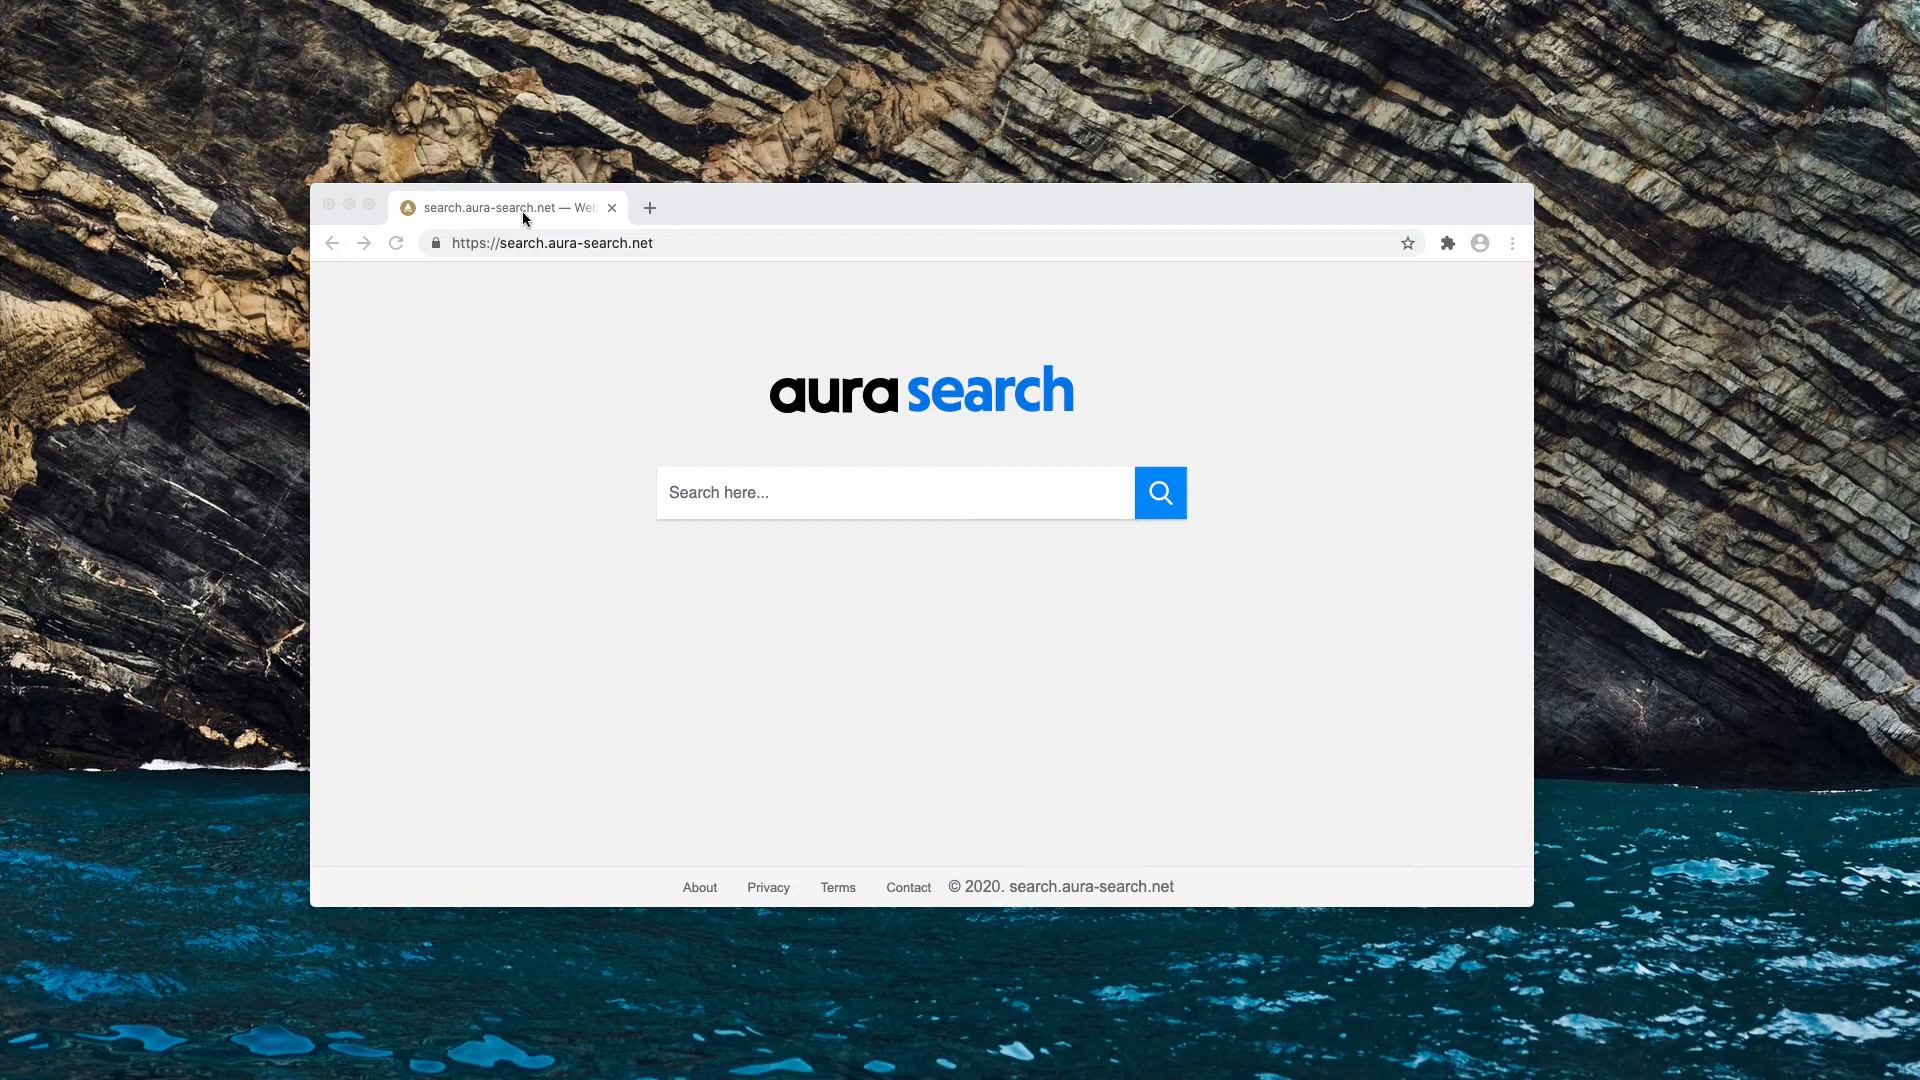 search.aura-search.net — Web
https://search.aura-search.net
aura search
Search here...
About Privacy Terms Contact © 2020. search.aura-search.net